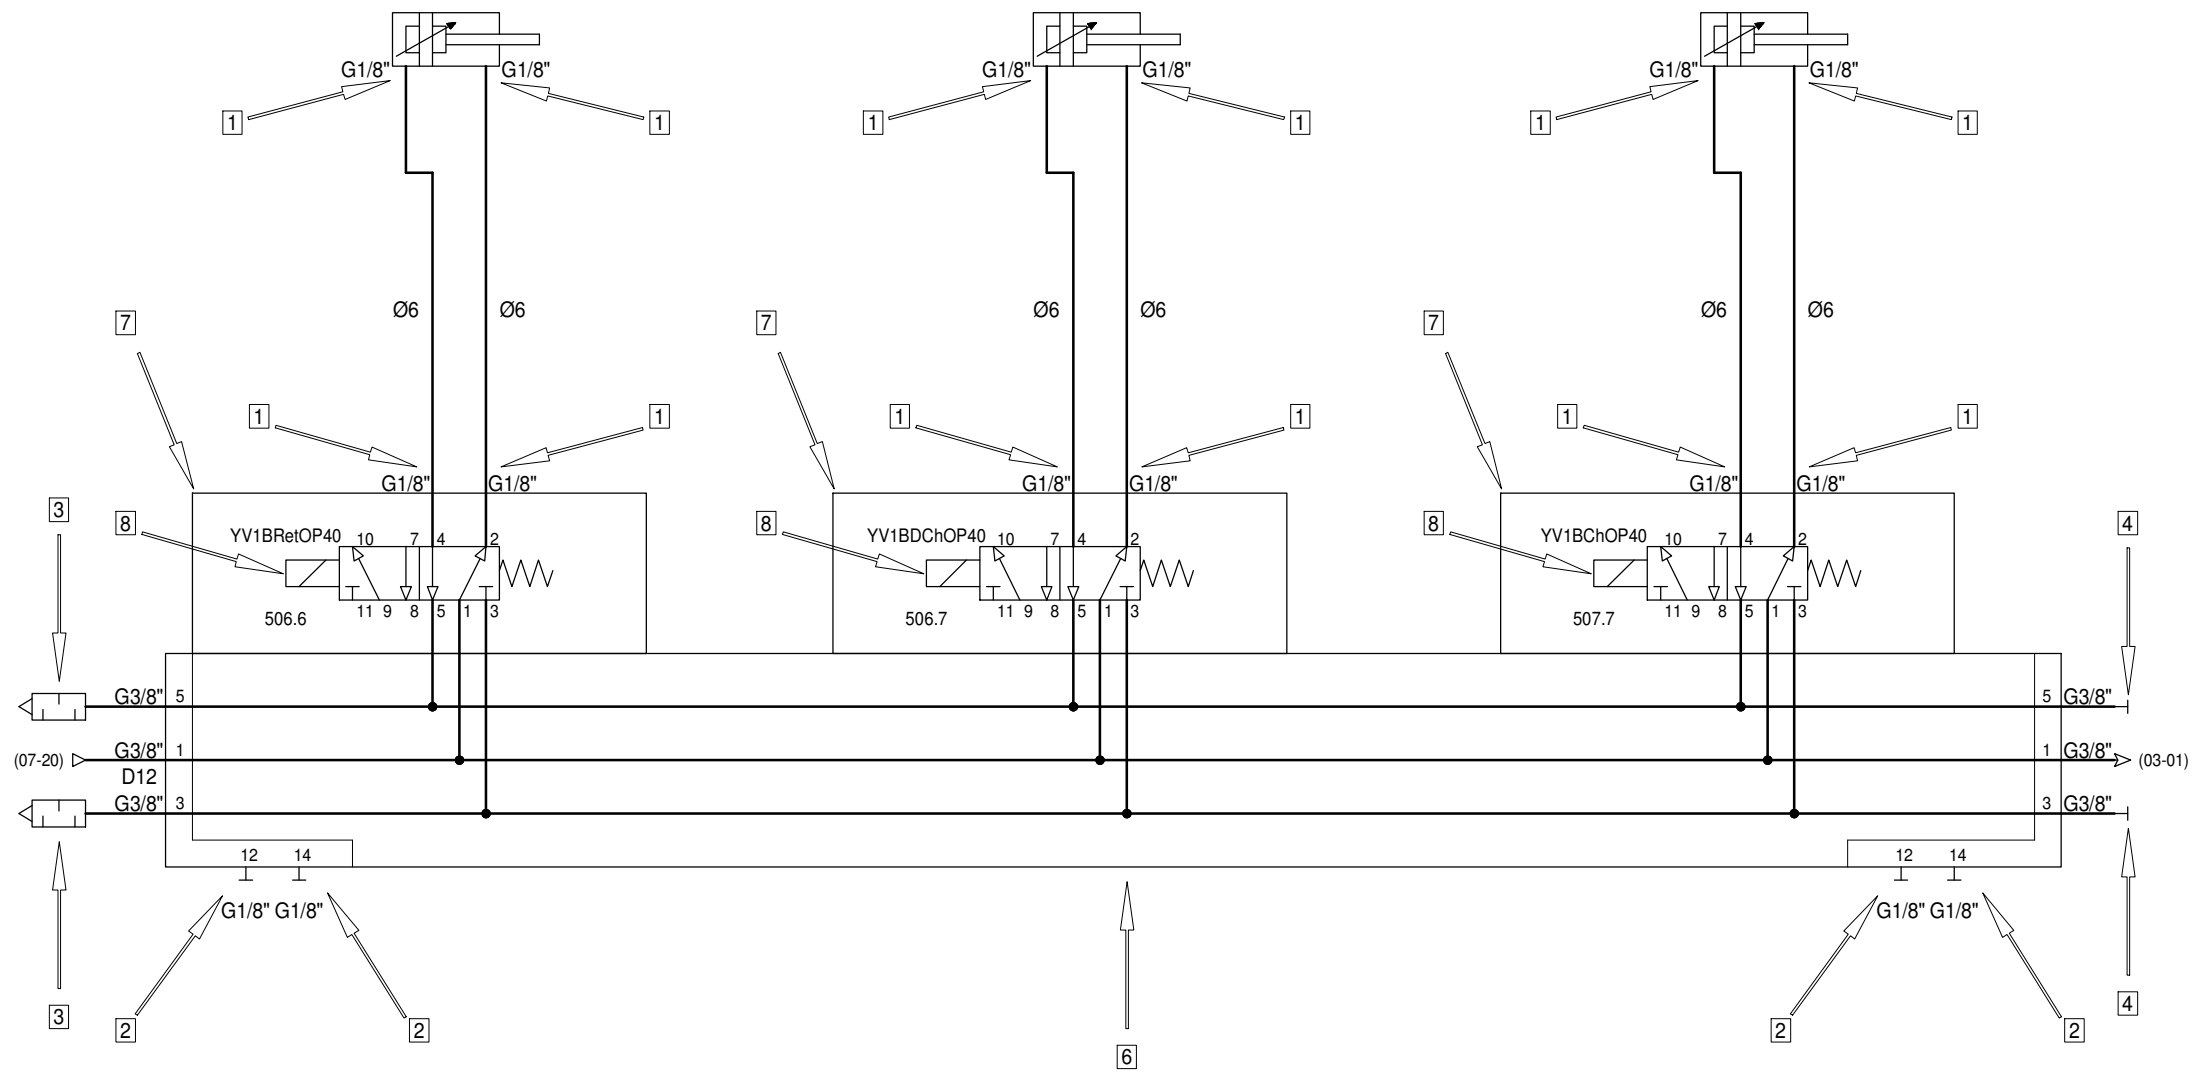 G1/8" G1/8" G1/8" G1/8" G1/8" G1/8"
1 1 1 1 1 1
Ø6 Ø6 Ø6 Ø6 Ø6 Ø6
7 7 7
1 1 1 1 1 1
G1/8" G1/8" G1/8" G1/8" G1/8" G1/8"
3 8 8 8 4
YV1BRetOP40 YV1BDChOP40 YV1BChOP40
10 7 4 2 10 7 4 2 10 7 4 2
11 9 8 5 1 3 11 9 8 5 1 3 11 9 8 5 1 3
506.6 506.7 507.7
G3/8" 5 5 G3/8"
(07-20) G3/8" 1 1 G3/8" (03-01)
D12
G3/8" 3 3 G3/8"
12 14 12 14
G1/8" G1/8" G1/8" G1/8"
3 4
2 2 2 2
6